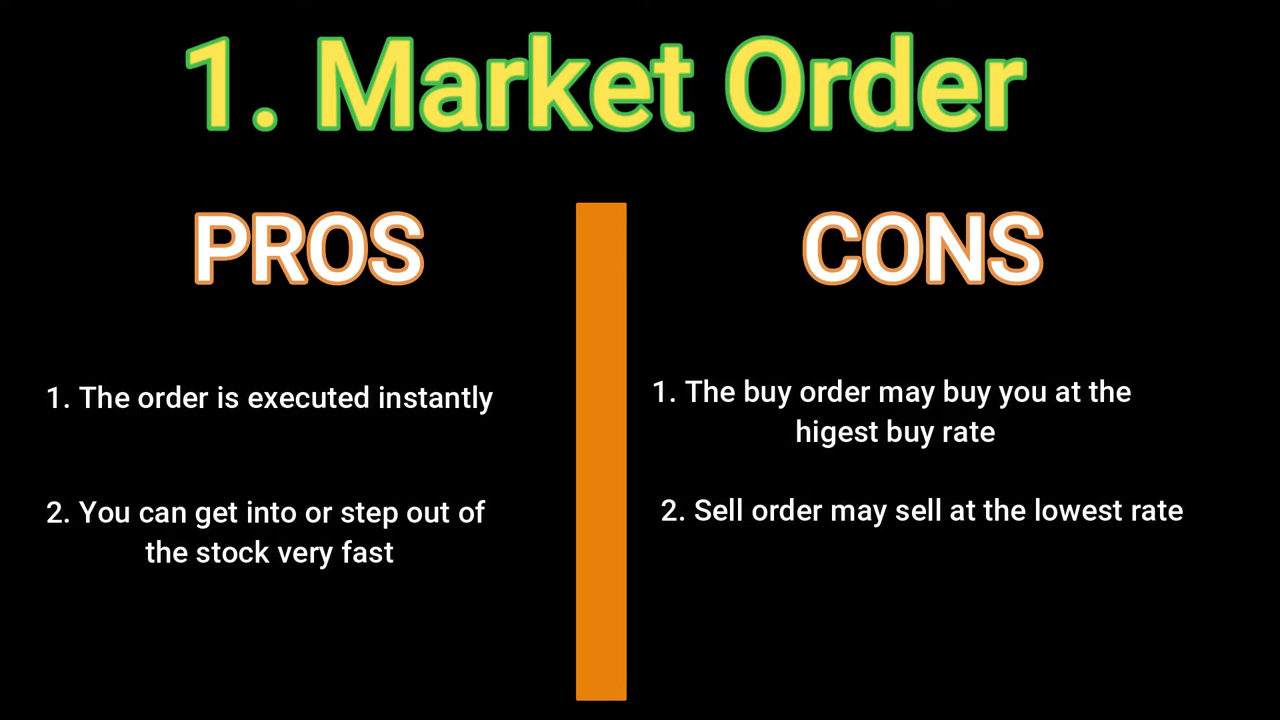 1. Market Order
PROS
1. The order is executed instantly
2. You can get into or step out of
the stock very fast
CONS
1. The buy order may buy you at the
higest buy rate
2. Sell order may sell at the lowest rate